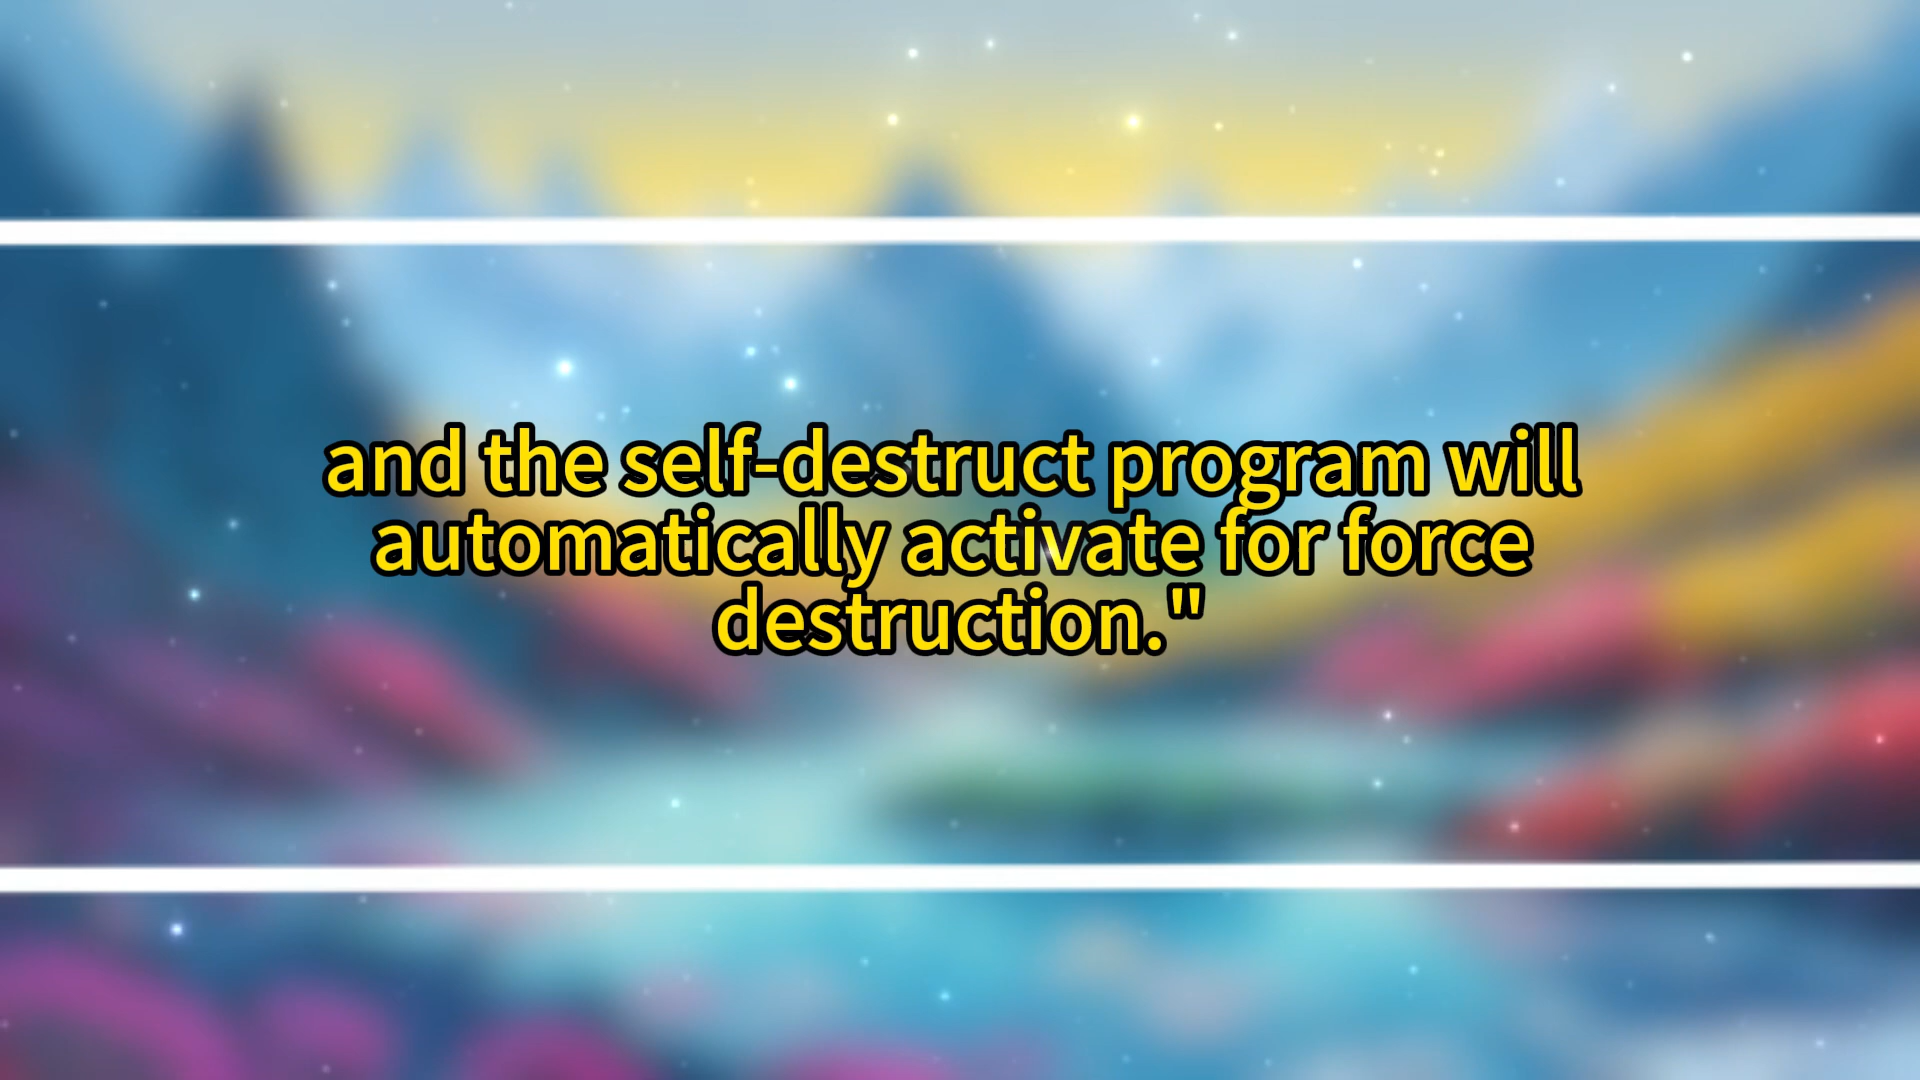 and the self-destruct program will
automatically activate for force
destruction."